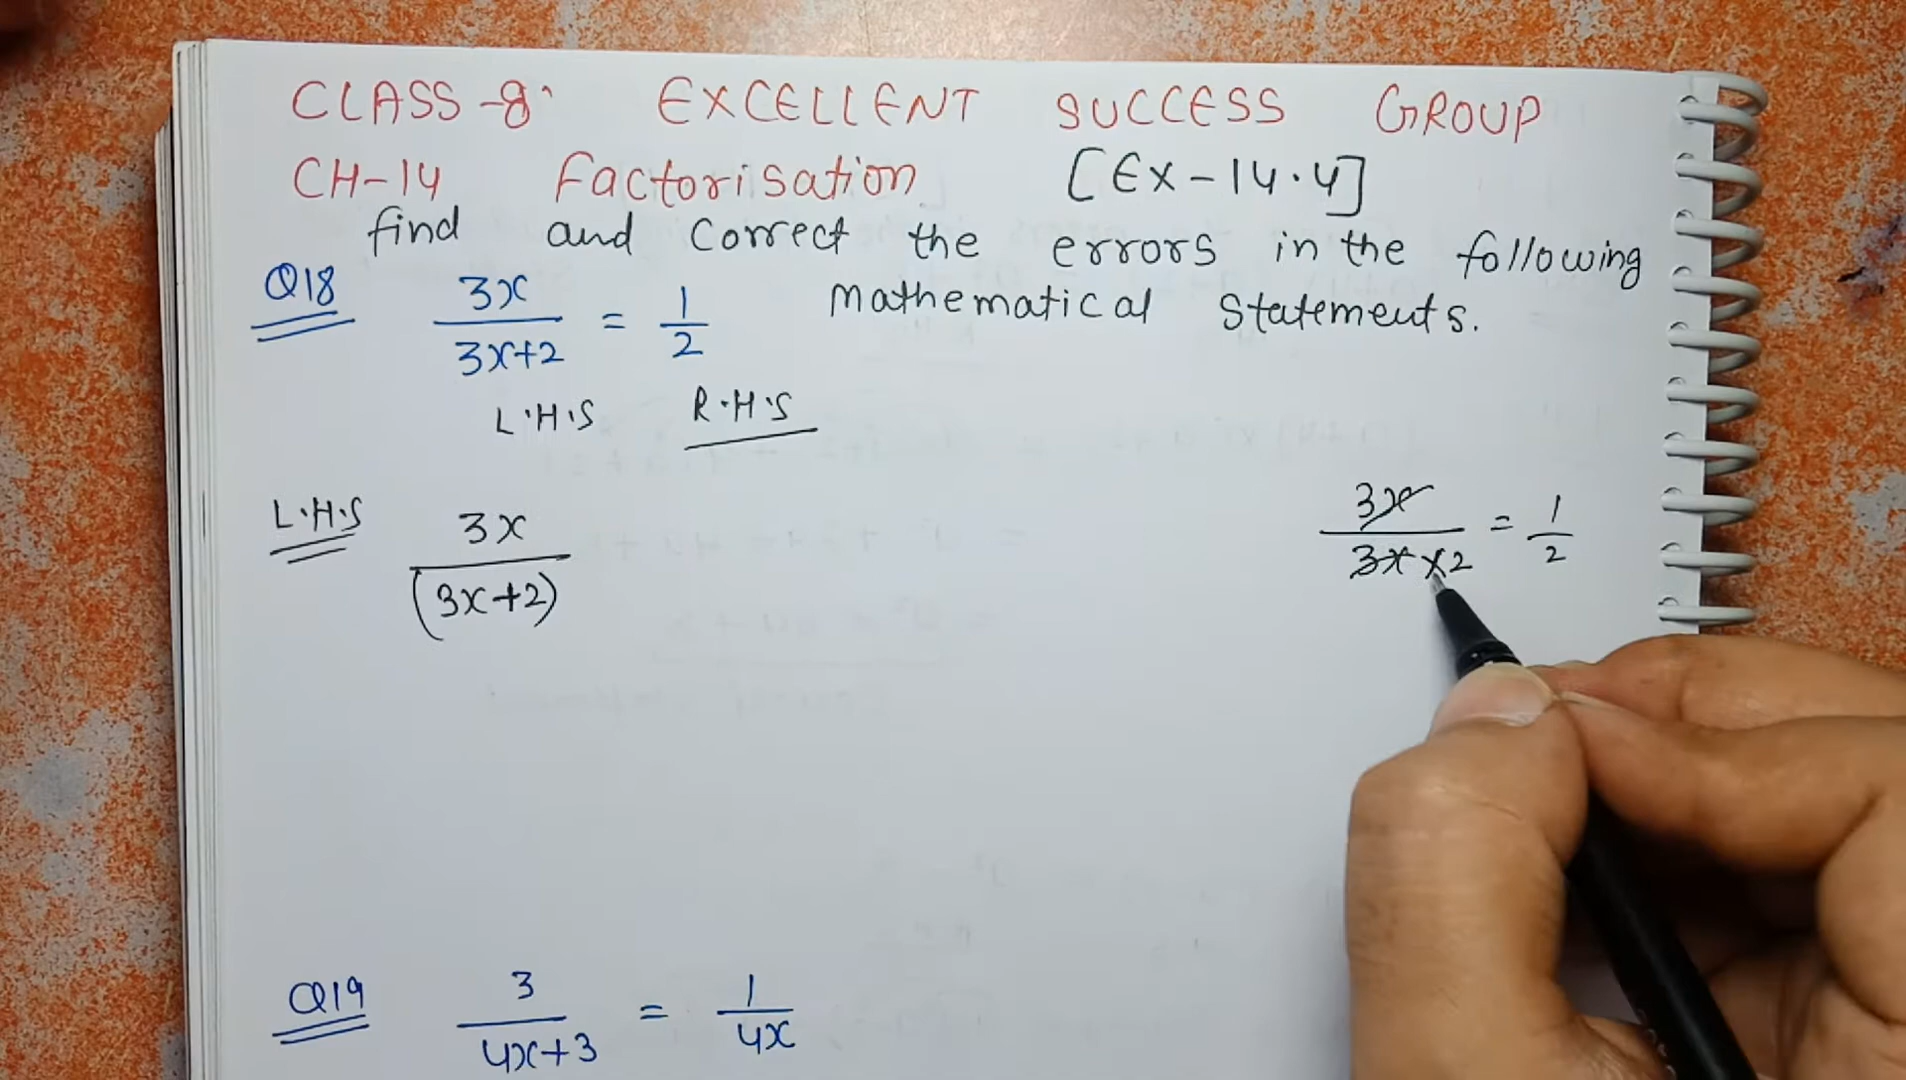 CLASS-8. EXCELLENT SUCCESS GROUP
CH-14 Factorisation [Ex-14.4]
find and correct the errors in the following
Mathematical Statements.
Q18 3x/3x+2 = 1/2
L.H.S R.H.S
L.H.S 3x/(3x+2)
3x/3x×2 = 1/2
Q19 3/4x+3 = 1/4x